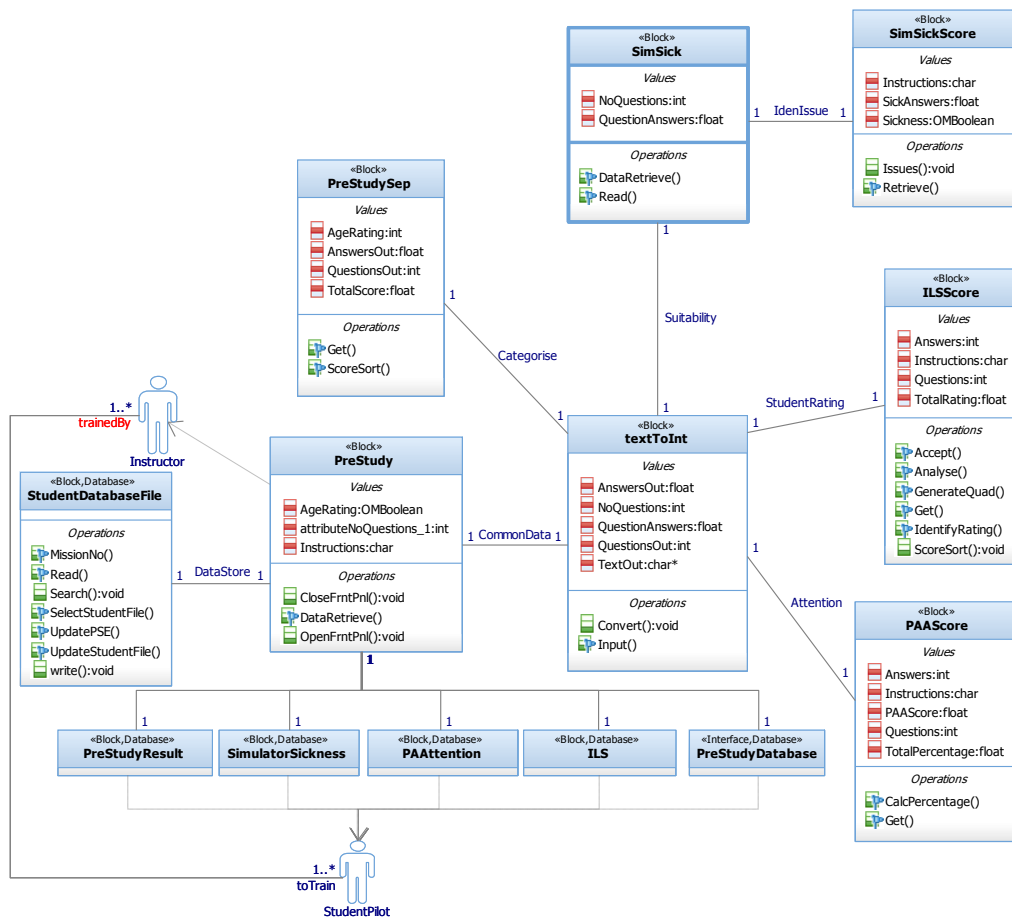 «Block»
SimSick
Values
NoQuestions:int
QuestionAnswers:float
Operations
DataRetrieve()
Read()
1
1 IdenIssue 1
«Block»
SimSickScore
Values
Instructions:char
SickAnswers:float
Sickness:OMBoolean
Operations
Issues():void
Retrieve()
«Block»
PreStudySep
Values
AgeRating:int
AnswersOut:float
QuestionsOut:int
TotalScore:float
Operations
Get()
ScoreSort()
1
Categorise
1
Suitability
1
«Block»
ILSScore
Values
Answers:int
Instructions:char
Questions:int
TotalRating:float
Operations
Accept()
Analyse()
GenerateQuad()
Get()
IdentifyRating()
ScoreSort():void
StudentRating
1
1
1..*
trainedBy
Instructor
«Block»
textToInt
Values
AnswersOut:float
NoQuestions:int
QuestionAnswers:float
QuestionsOut:int
TextOut:char*
Operations
Convert():void
Input()
«Block»
PreStudy
Values
AgeRating:OMBoolean
attributeNoQuestions_1:int
Instructions:char
Operations
CloseFrntPnl():void
DataRetrieve()
OpenFrntPnl():void
1 CommonData 1
«Block,Database»
StudentDatabaseFile
Operations
MissionNo()
Read()
Search():void
SelectStudentFile()
UpdatePSE()
UpdateStudentFile()
write():void
1 DataStore 1
1
Attention
1
«Block»
PAAScore
Values
Answers:int
Instructions:char
PAAScore:float
Questions:int
TotalPercentage:float
Operations
CalcPercentage()
Get()
1
1 1 1 1 1
«Block,Database»
PreStudyResult
«Block,Database»
SimulatorSickness
«Block,Database»
PAAttention
«Block,Database»
ILS
«Interface,Database»
PreStudyDatabase
1..*
toTrain
StudentPilot